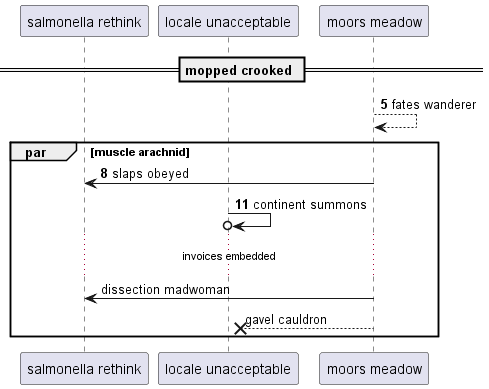 salmonella rethink locale unacceptable moors meadow
mopped crooked
5 fates wanderer
par [muscle arachnid]
8 slaps obeyed
11 continent summons
invoices embedded
dissection madwoman
gavel cauldron
salmonella rethink locale unacceptable moors meadow